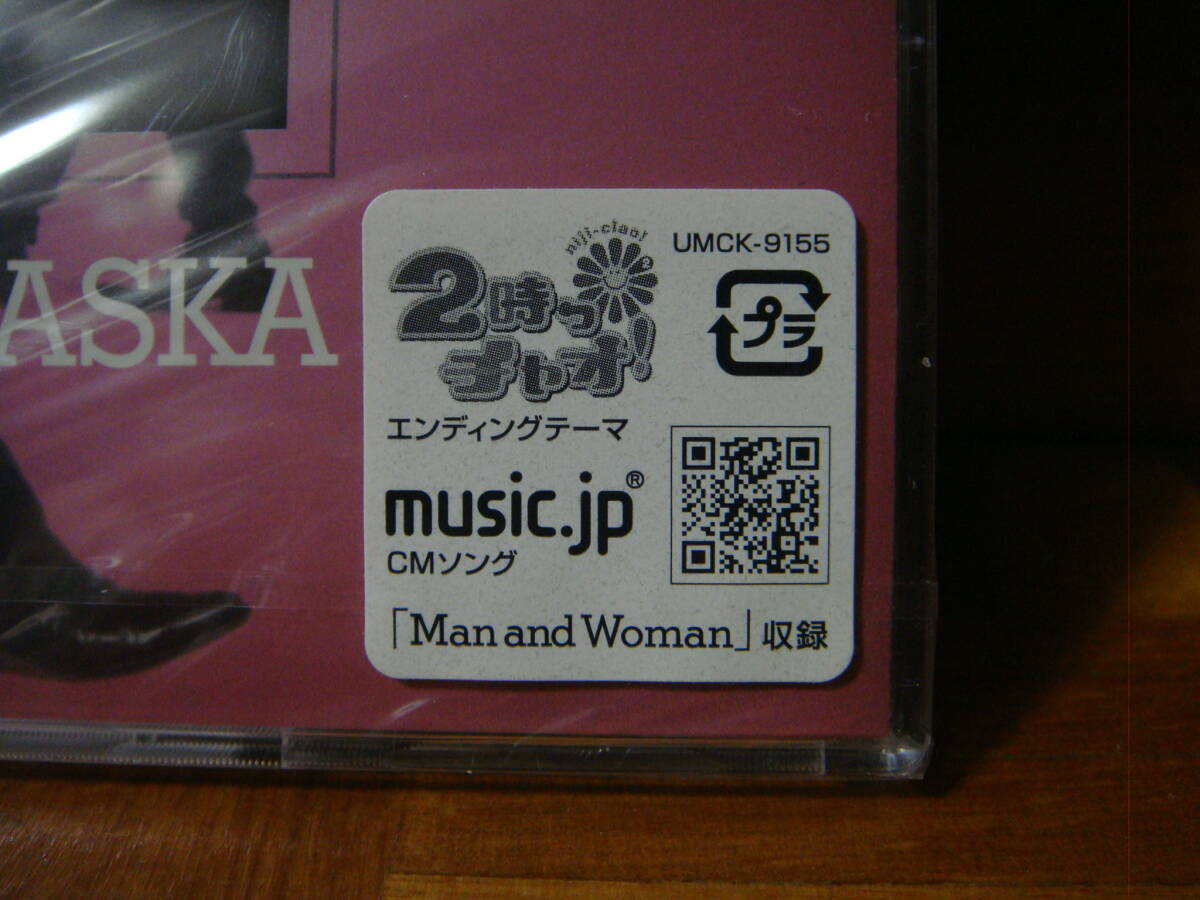 ASKA
niji-ciao!
2時っ
チャオ!
UMCK-9155
プラ
エンディングテーマ
music.jp®
CMソング
「Man and Woman」収録